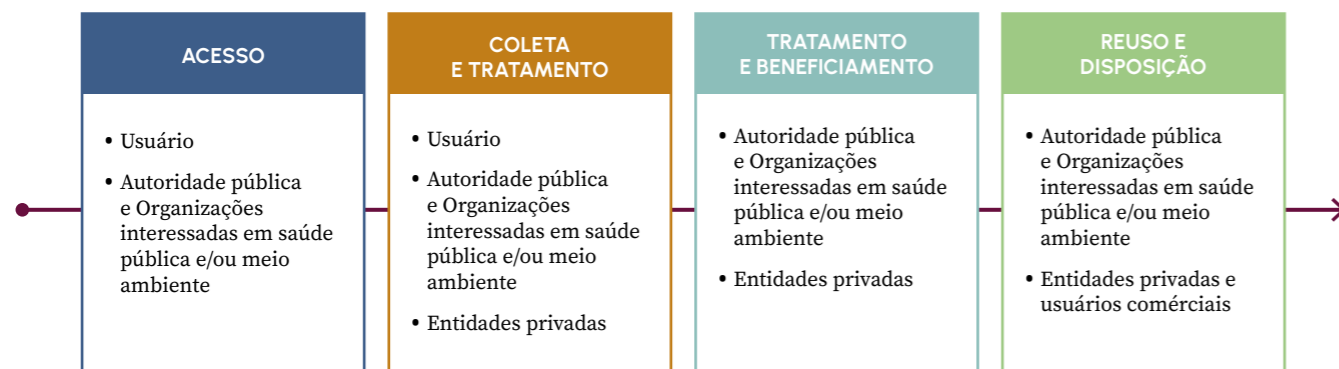 ACESSO
• Usuário
• Autoridade pública
e Organizações
interessadas em saúde
pública e/ou meio
ambiente
COLETA
E TRATAMENTO
• Usuário
• Autoridade pública
e Organizações
interessadas em saúde
pública e/ou meio
ambiente
• Entidades privadas
TRATAMENTO
E BENEFICIAMENTO
• Autoridade pública
e Organizações
interessadas em saúde
pública e/ou meio
ambiente
• Entidades privadas
REUSO E
DISPOSIÇÃO
• Autoridade pública
e Organizações
interessadas em saúde
pública e/ou meio
ambiente
• Entidades privadas e
usuários comérciais